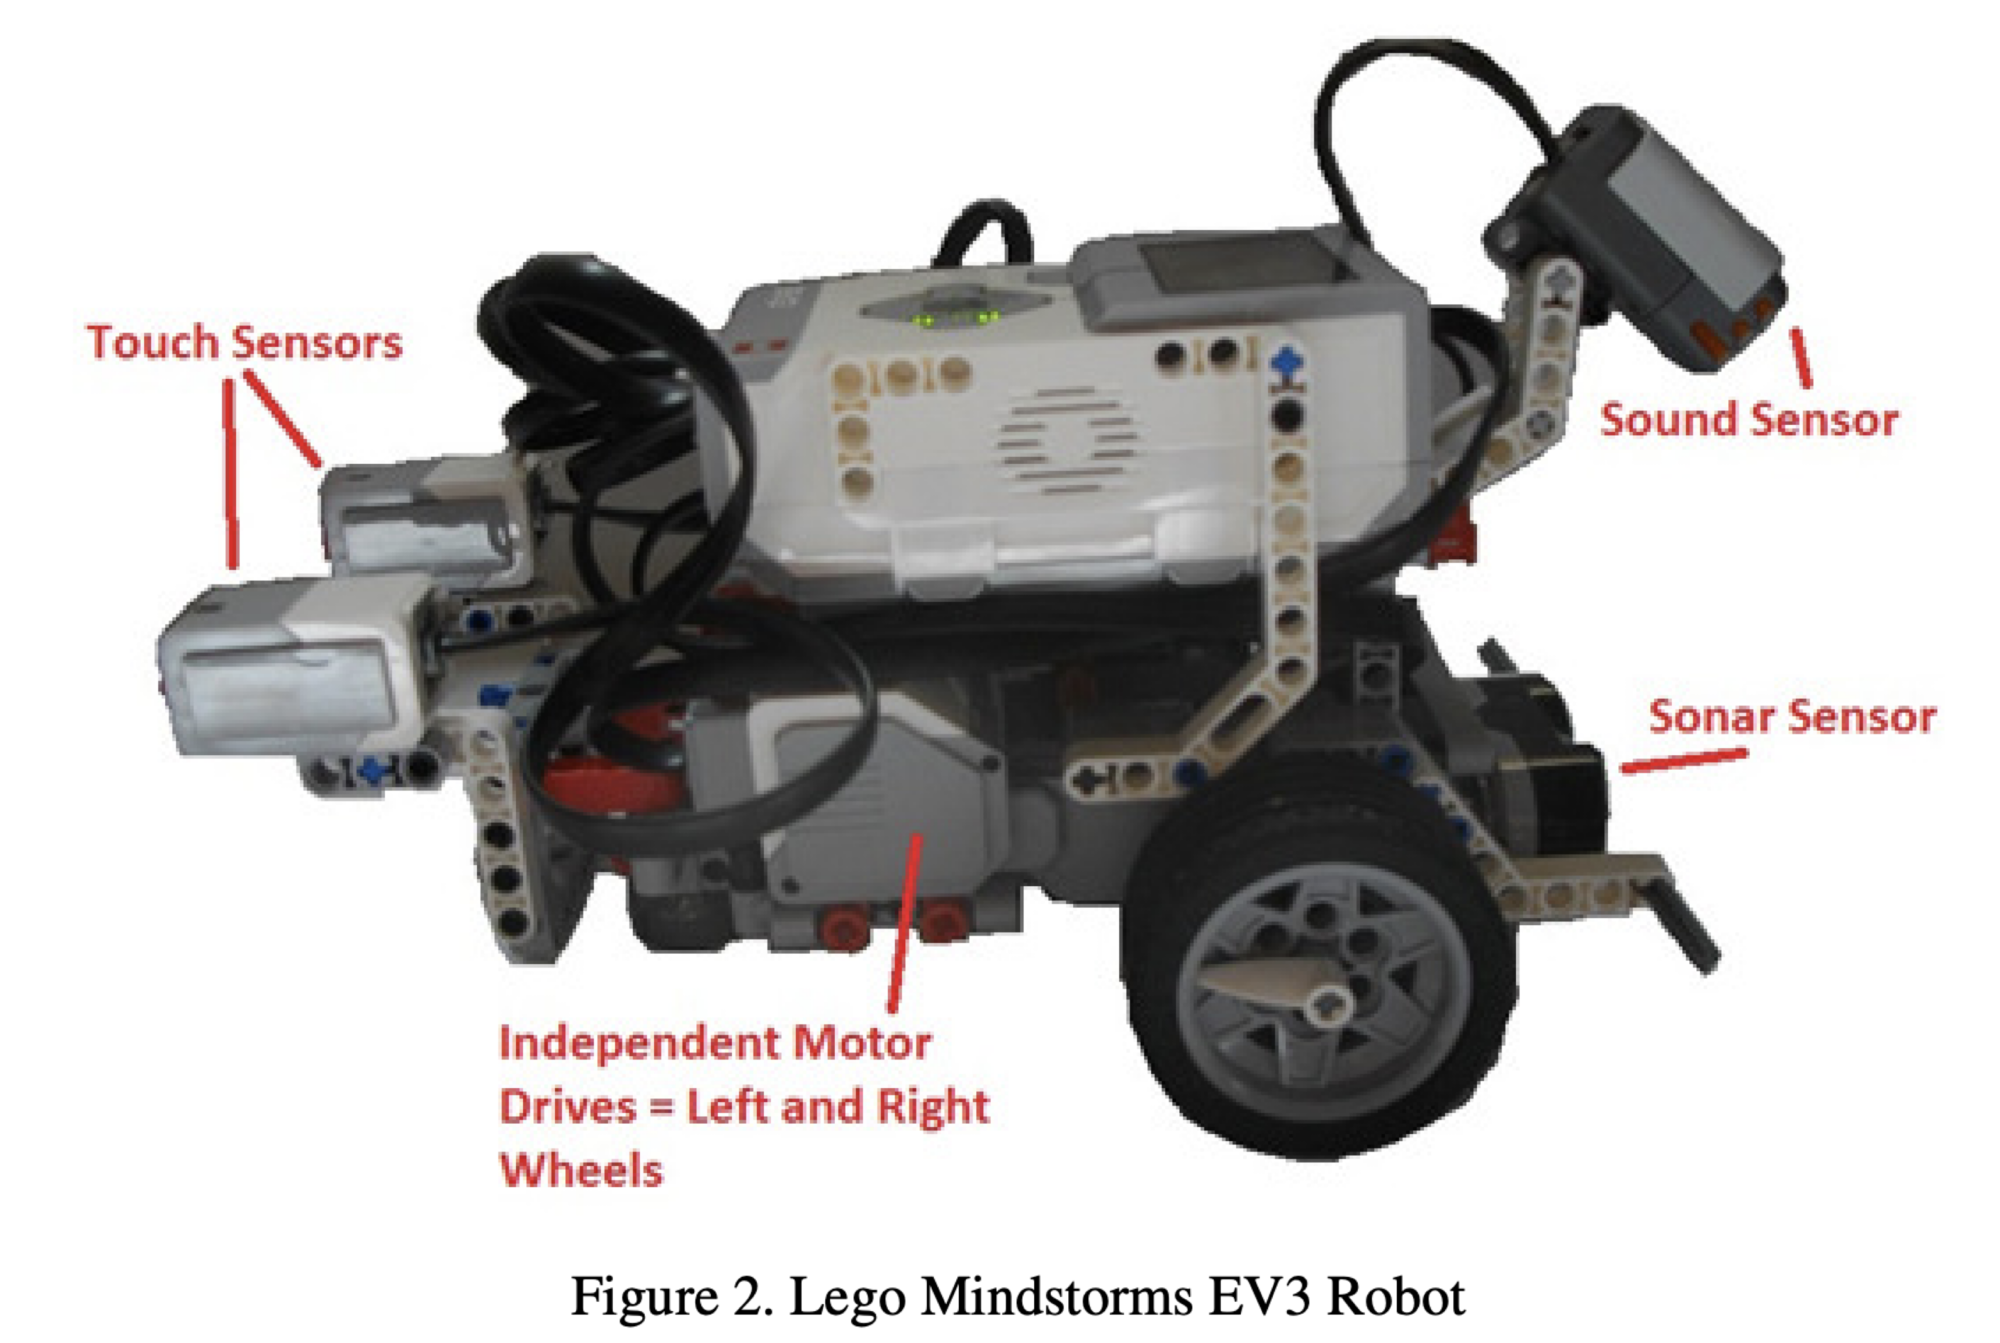 Touch Sensors
Sound Sensor
Sonar Sensor
Independent Motor
Drives = Left and Right
Wheels
Figure 2. Lego Mindstorms EV3 Robot